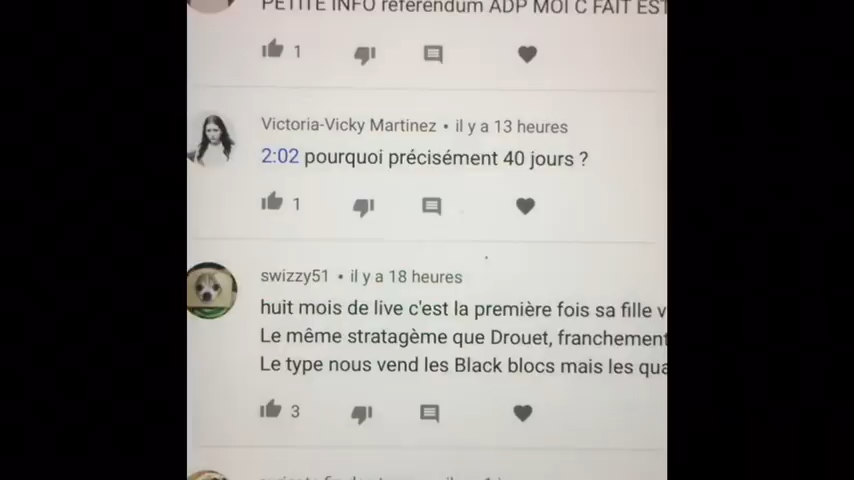 PETITE INFO référendum ADP MOI C FAIT EST
1
Victoria-Vicky Martinez • il y a 13 heures
2:02 pourquoi précisément 40 jours ?
1
swizzy51 • il y a 18 heures
huit mois de live c'est la première fois sa fille v
Le même stratagème que Drouet, franchement
Le type nous vend les Black blocs mais les qua
3